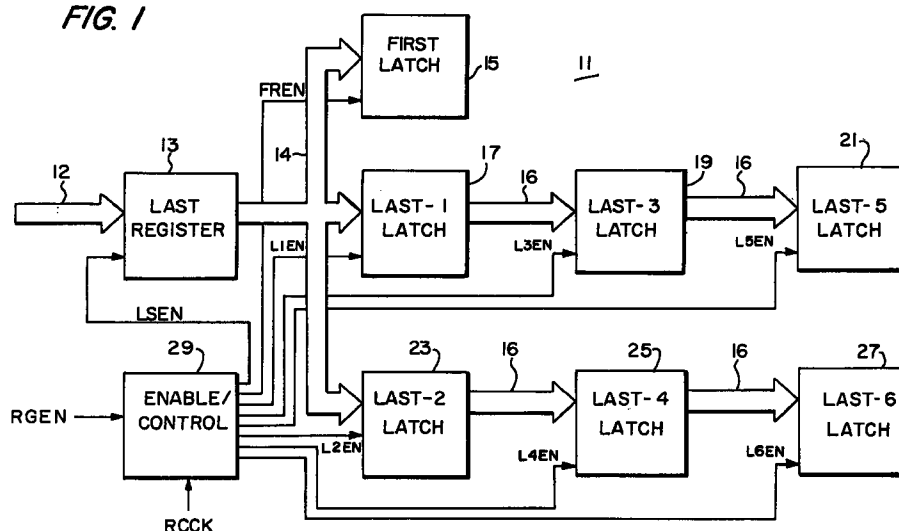 FIG. 1
FIRST
LATCH
15
11
FREN
14
12
13
LAST
REGISTER
17
LAST-1
LATCH
L1EN
16
19
LAST-3
LATCH
L3EN
16
21
LAST-5
LATCH
L5EN
LSEN
29
ENABLE/
CONTROL
RGEN
RCCK
23
LAST-2
LATCH
L2EN
16
25
LAST-4
LATCH
L4EN
16
27
LAST-6
LATCH
L6EN